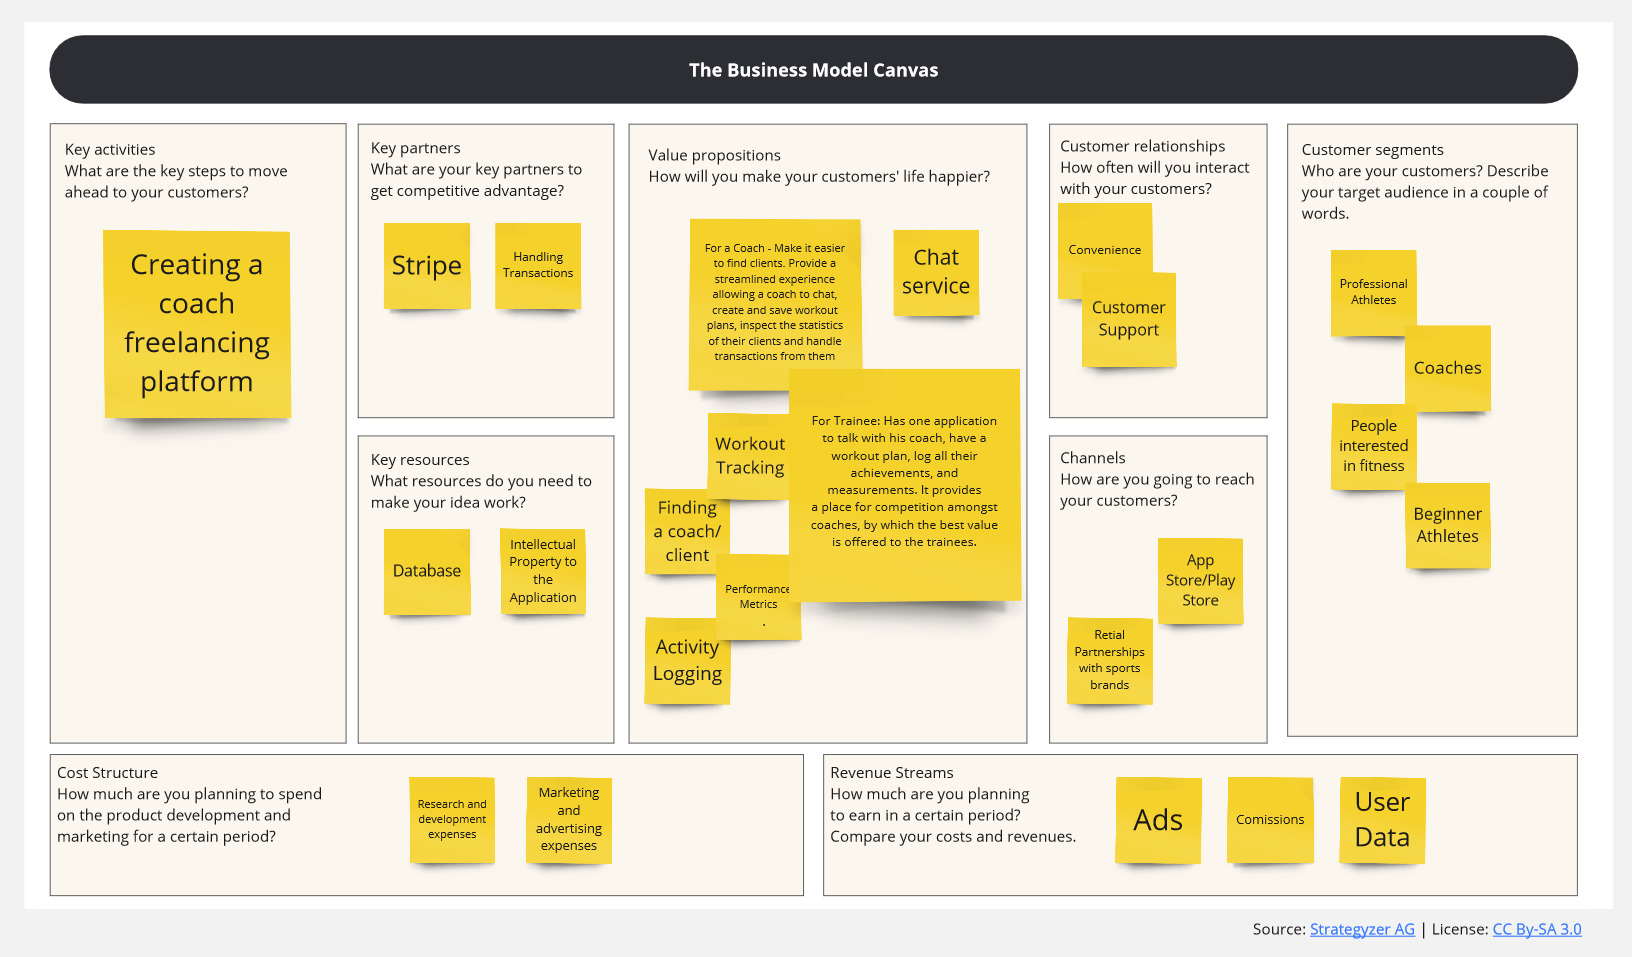 The Business Model Canvas
Key activities
What are the key steps to move
ahead to your customers?
Creating a
coach
freelancing
platform
Key partners
What are your key partners to
get competitive advantage?
Stripe
Handling
Transactions
Key resources
What resources do you need to
make your idea work?
Database
Intellectual
Property to
the
Application
Value propositions
How will you make your customers' life happier?
For a Coach - Make it easier
to find clients. Provide a
streamlined experience
allowing a coach to chat,
create and save workout
plans, inspect the statistics
of their clients and handle
transactions from them
Chat
service
For Trainee: Has one application
to talk with his coach, have a
workout plan, log all their
achievements, and
measurements. It provides
a place for competition amongst
coaches, by which the best value
is offered to the trainees.
Workout
Tracking
Finding
a coach/
client
Performance
Metrics
.
Activity
Logging
Customer relationships
How often will you interact
with your customers?
Convenience
Customer
Support
Channels
How are you going to reach
your customers?
App
Store/Play
Store
Retial
Partnerships
with sports
brands
Customer segments
Who are your customers? Describe
your target audience in a couple of
words.
Professional
Athletes
Coaches
People
interested
in fitness
Beginner
Athletes
Cost Structure
How much are you planning to spend
on the product development and
marketing for a certain period?
Research and
development
expenses
Marketing
and
advertising
expenses
Revenue Streams
How much are you planning
to earn in a certain period?
Compare your costs and revenues.
Ads
Comissions
User
Data
Source: Strategyzer AG | License: CC By-SA 3.0